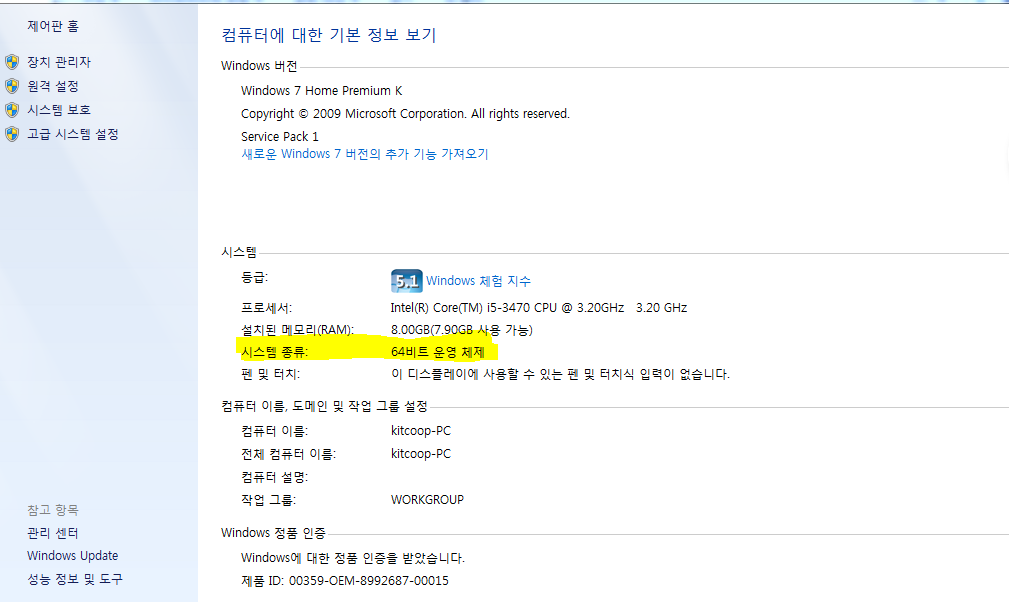 제어판 홈
장치 관리자
원격 설정
시스템 보호
고급 시스템 설정
참고 항목
관리 센터
Windows Update
성능 정보 및 도구
컴퓨터에 대한 기본 정보 보기
Windows 버전
Windows 7 Home Premium K
Copyright © 2009 Microsoft Corporation. All rights reserved.
Service Pack 1
새로운 Windows 7 버전의 추가 기능 가져오기
시스템
등급: 5.1 Windows 체험 지수
프로세서: Intel(R) Core(TM) i5-3470 CPU @ 3.20GHz 3.20 GHz
설치된 메모리(RAM): 8.00GB(7.90GB 사용 가능)
시스템 종류: 64비트 운영 체제
펜 및 터치: 이 디스플레이에 사용할 수 있는 펜 및 터치식 입력이 없습니다.
컴퓨터 이름, 도메인 및 작업 그룹 설정
컴퓨터 이름: kitcoop-PC
전체 컴퓨터 이름: kitcoop-PC
컴퓨터 설명:
작업 그룹: WORKGROUP
Windows 정품 인증
Windows에 대한 정품 인증을 받았습니다.
제품 ID: 00359-OEM-8992687-00015